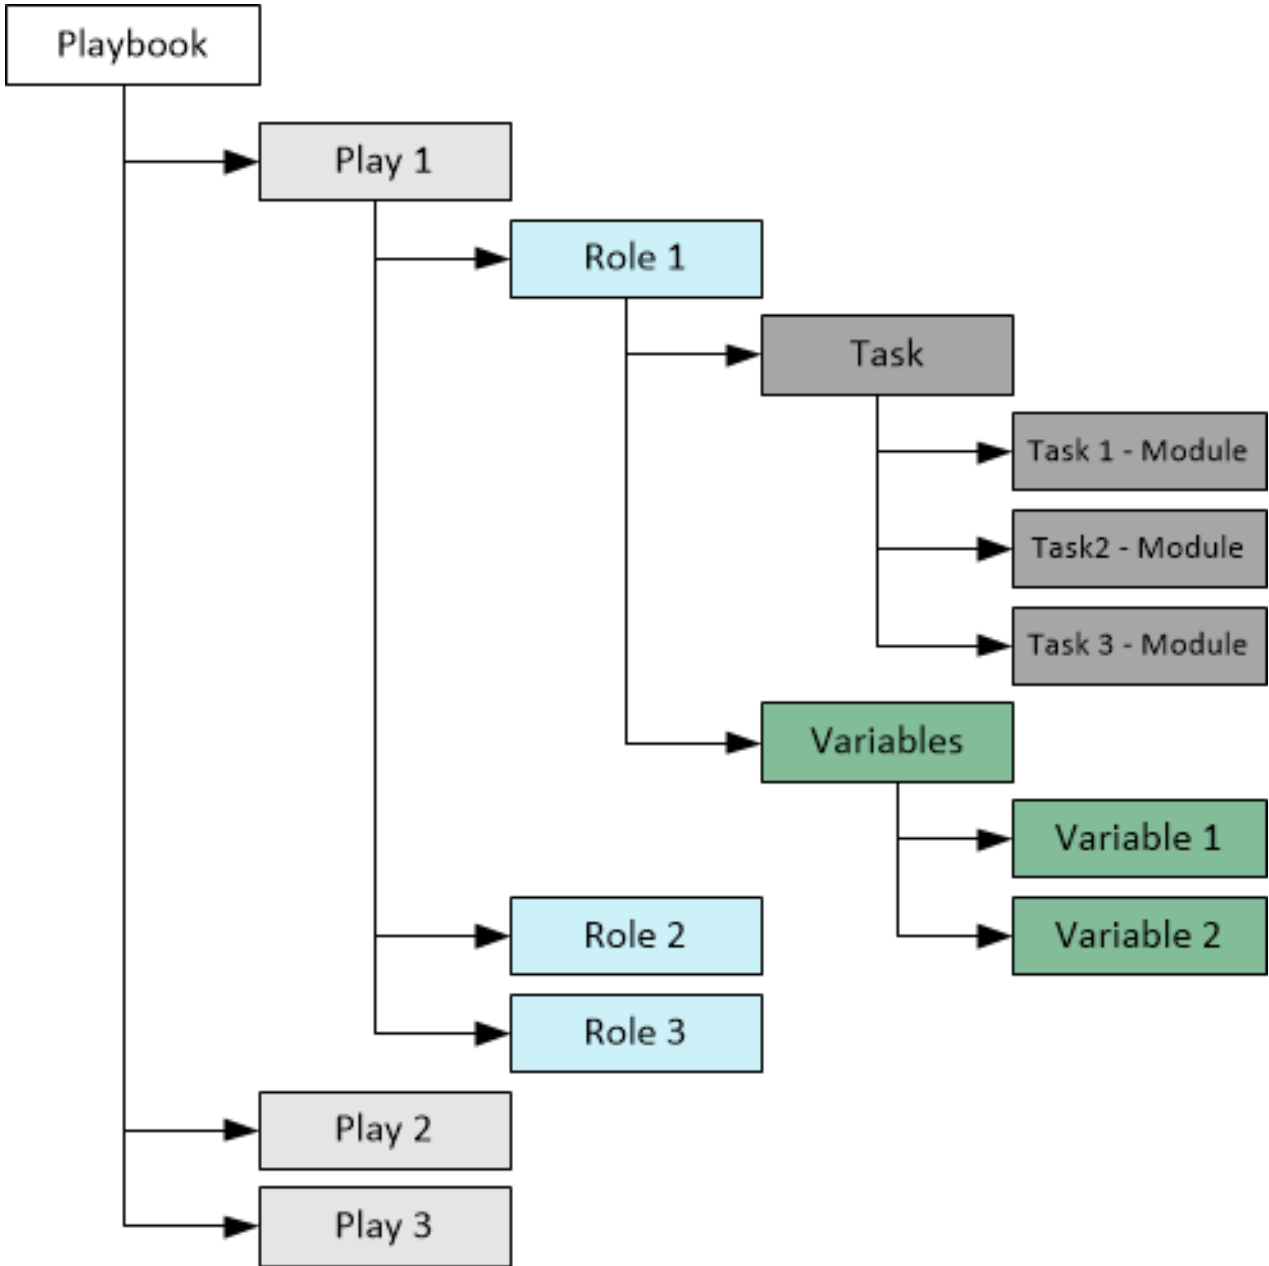 Playbook
Play 1
Role 1
Task
Task 1 - Module
Task2 - Module
Task 3 - Module
Variables
Variable 1
Variable 2
Role 2
Role 3
Play 2
Play 3